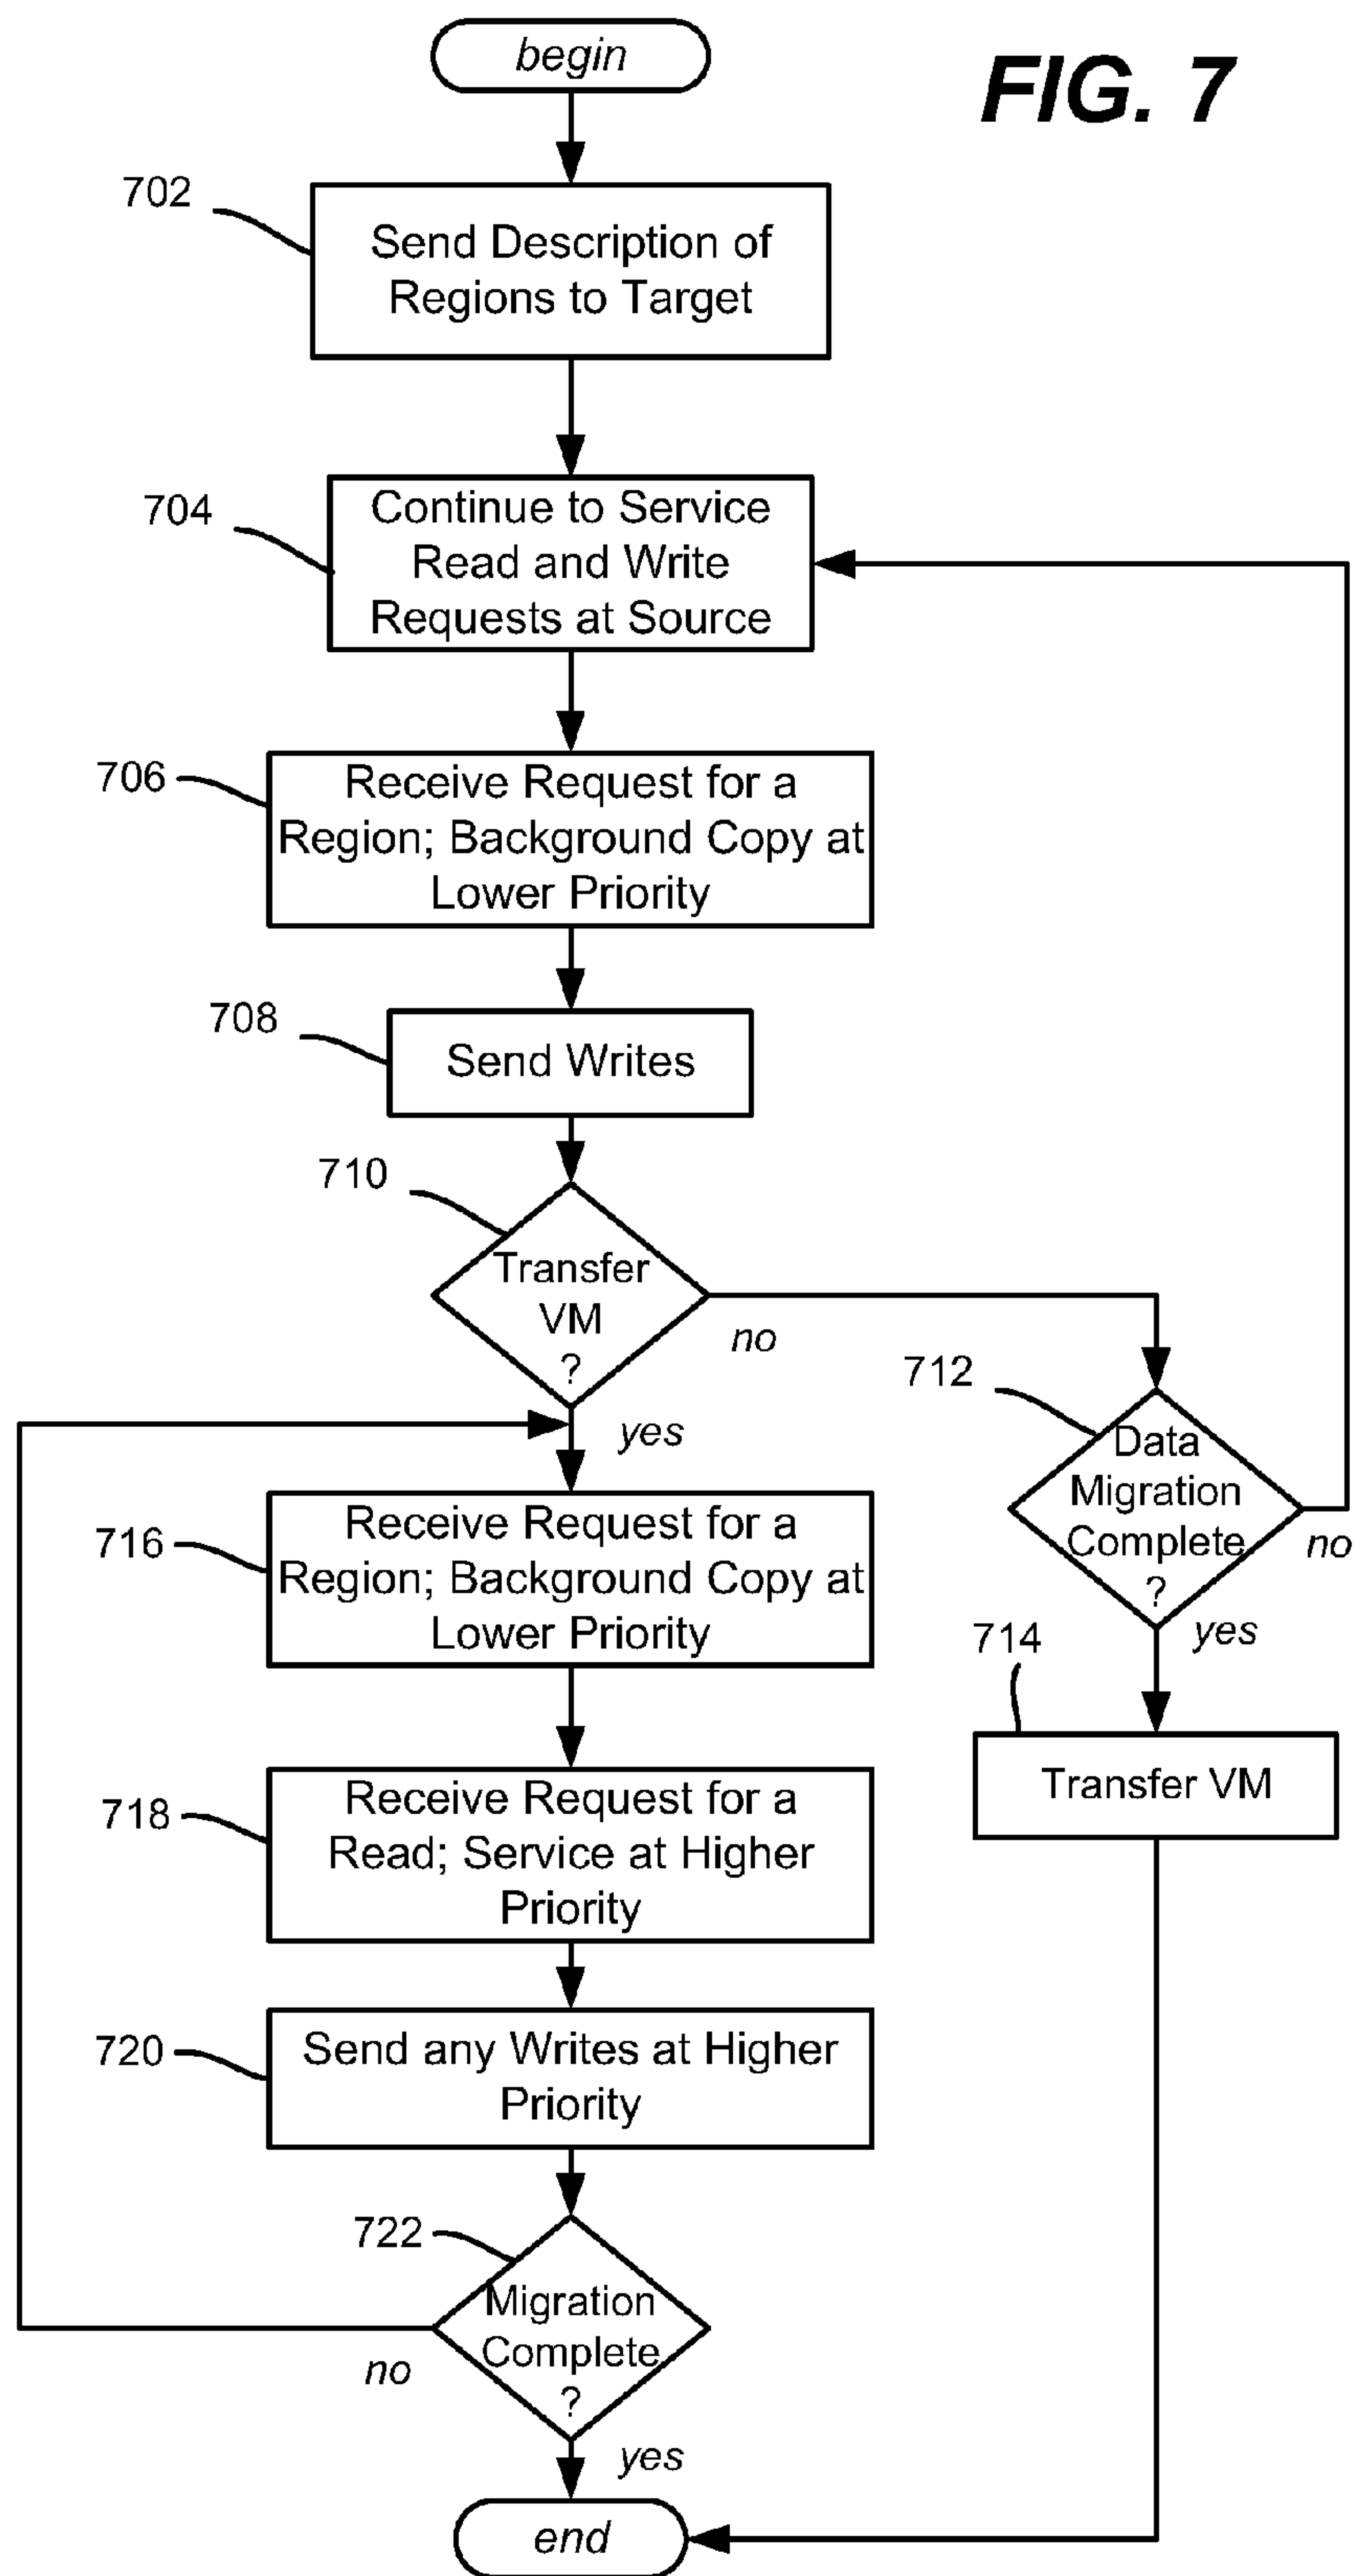 begin
FIG. 7
702
Send Description of
Regions to Target
704
Continue to Service
Read and Write
Requests at Source
706
Receive Request for a
Region; Background Copy at
Lower Priority
708
Send Writes
710
Transfer
VM
?
no
yes
712
Data
Migration
Complete
?
no
yes
714
Transfer VM
716
Receive Request for a
Region; Background Copy at
Lower Priority
718
Receive Request for a
Read; Service at Higher
Priority
720
Send any Writes at Higher
Priority
722
Migration
Complete
?
no
yes
end